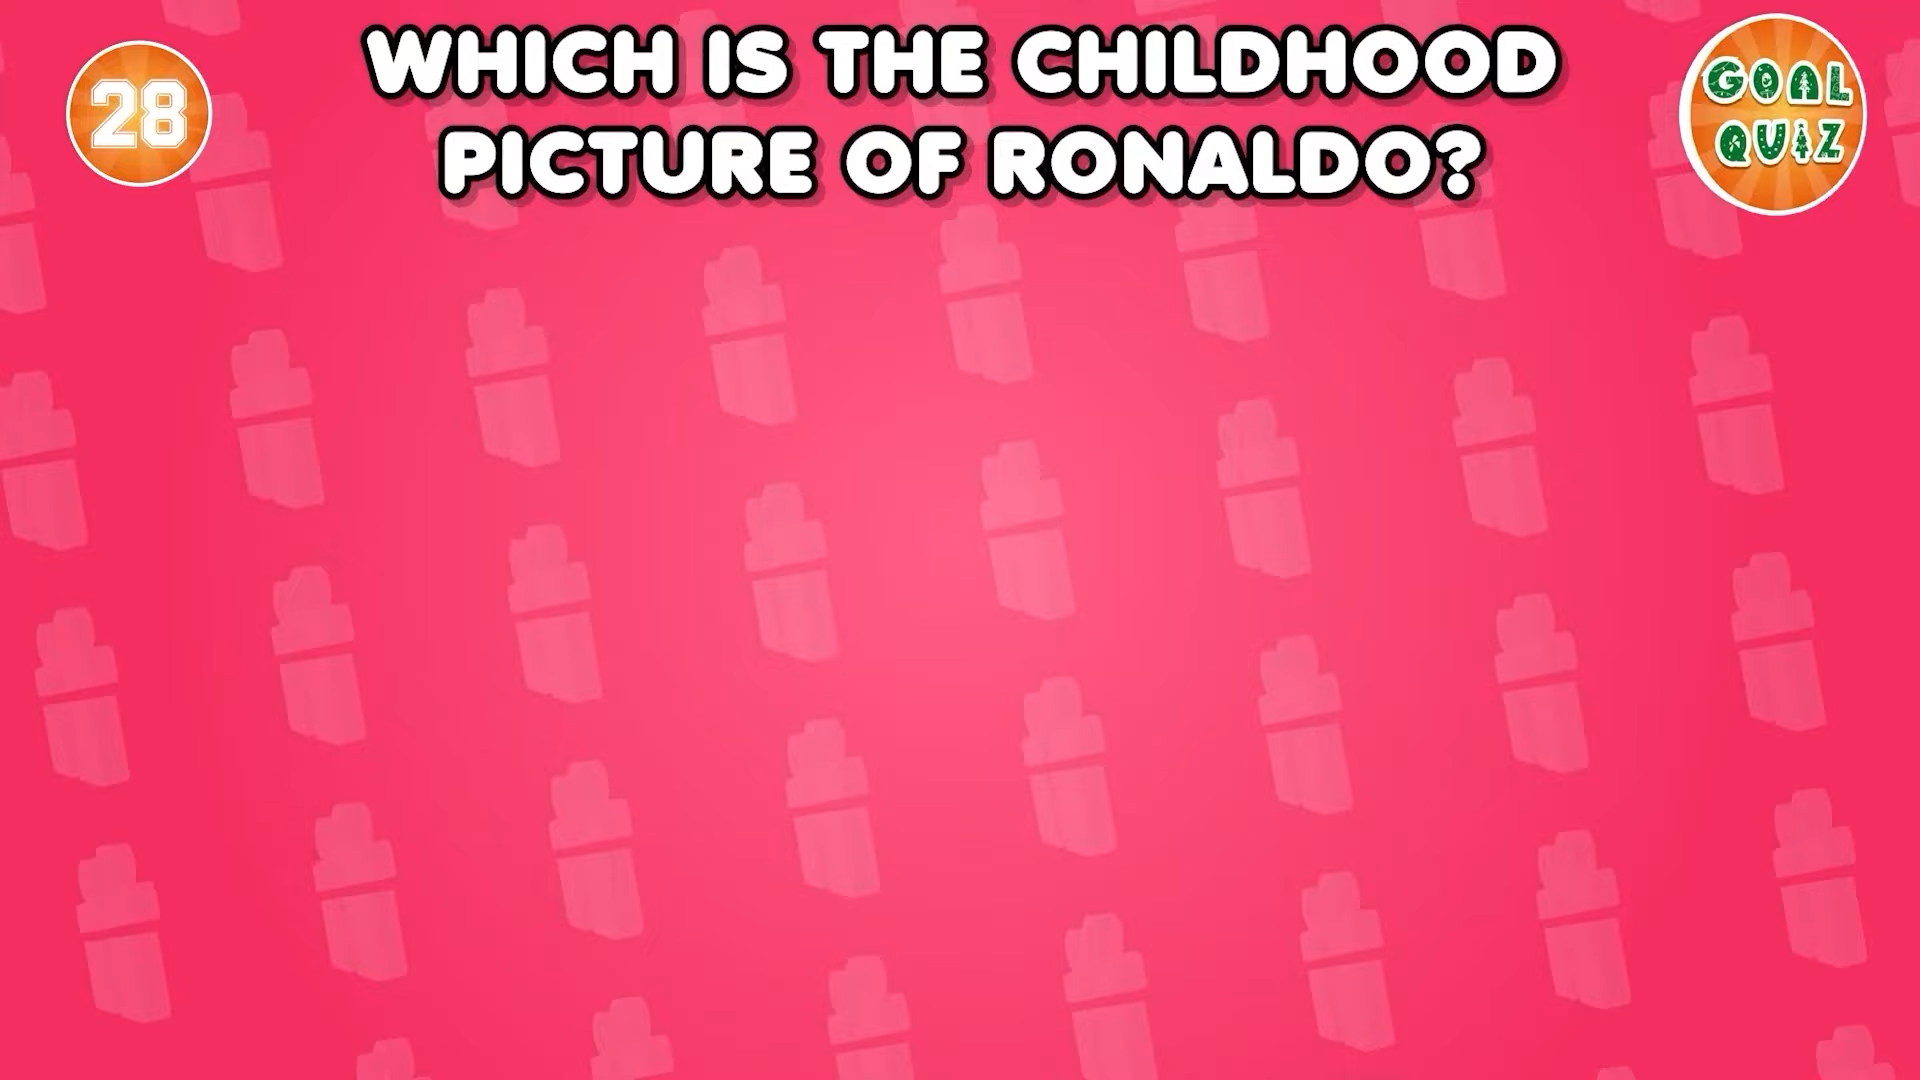 28
WHICH IS THE CHILDHOOD
PICTURE OF RONALDO?
GOAL
QUIZ